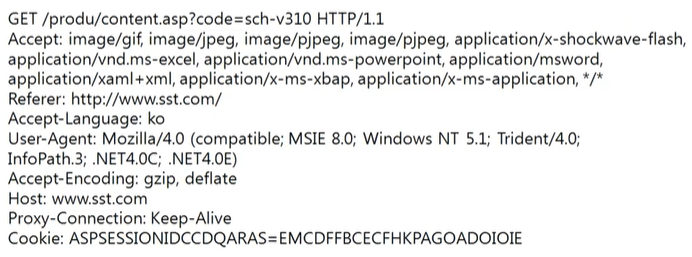 GET /produ/content.asp?code=sch-v310 HTTP/1.1
Accept: image/gif, image/jpeg, image/pjpeg, image/pjpeg, application/x-shockwave-flash,
application/vnd.ms-excel, application/vnd.ms-powerpoint, application/msword,
application/xaml+xml, application/x-ms-xbap, application/x-ms-application, */*
Referer: http://www.sst.com/
Accept-Language: ko
User-Agent: Mozilla/4.0 (compatible; MSIE 8.0; Windows NT 5.1; Trident/4.0;
InfoPath.3; .NET4.0C; .NET4.0E)
Accept-Encoding: gzip, deflate
Host: www.sst.com
Proxy-Connection: Keep-Alive
Cookie: ASPSESSIONIDCCDQARAS=EMCDFFBCECFHKPAGOADOIOIE